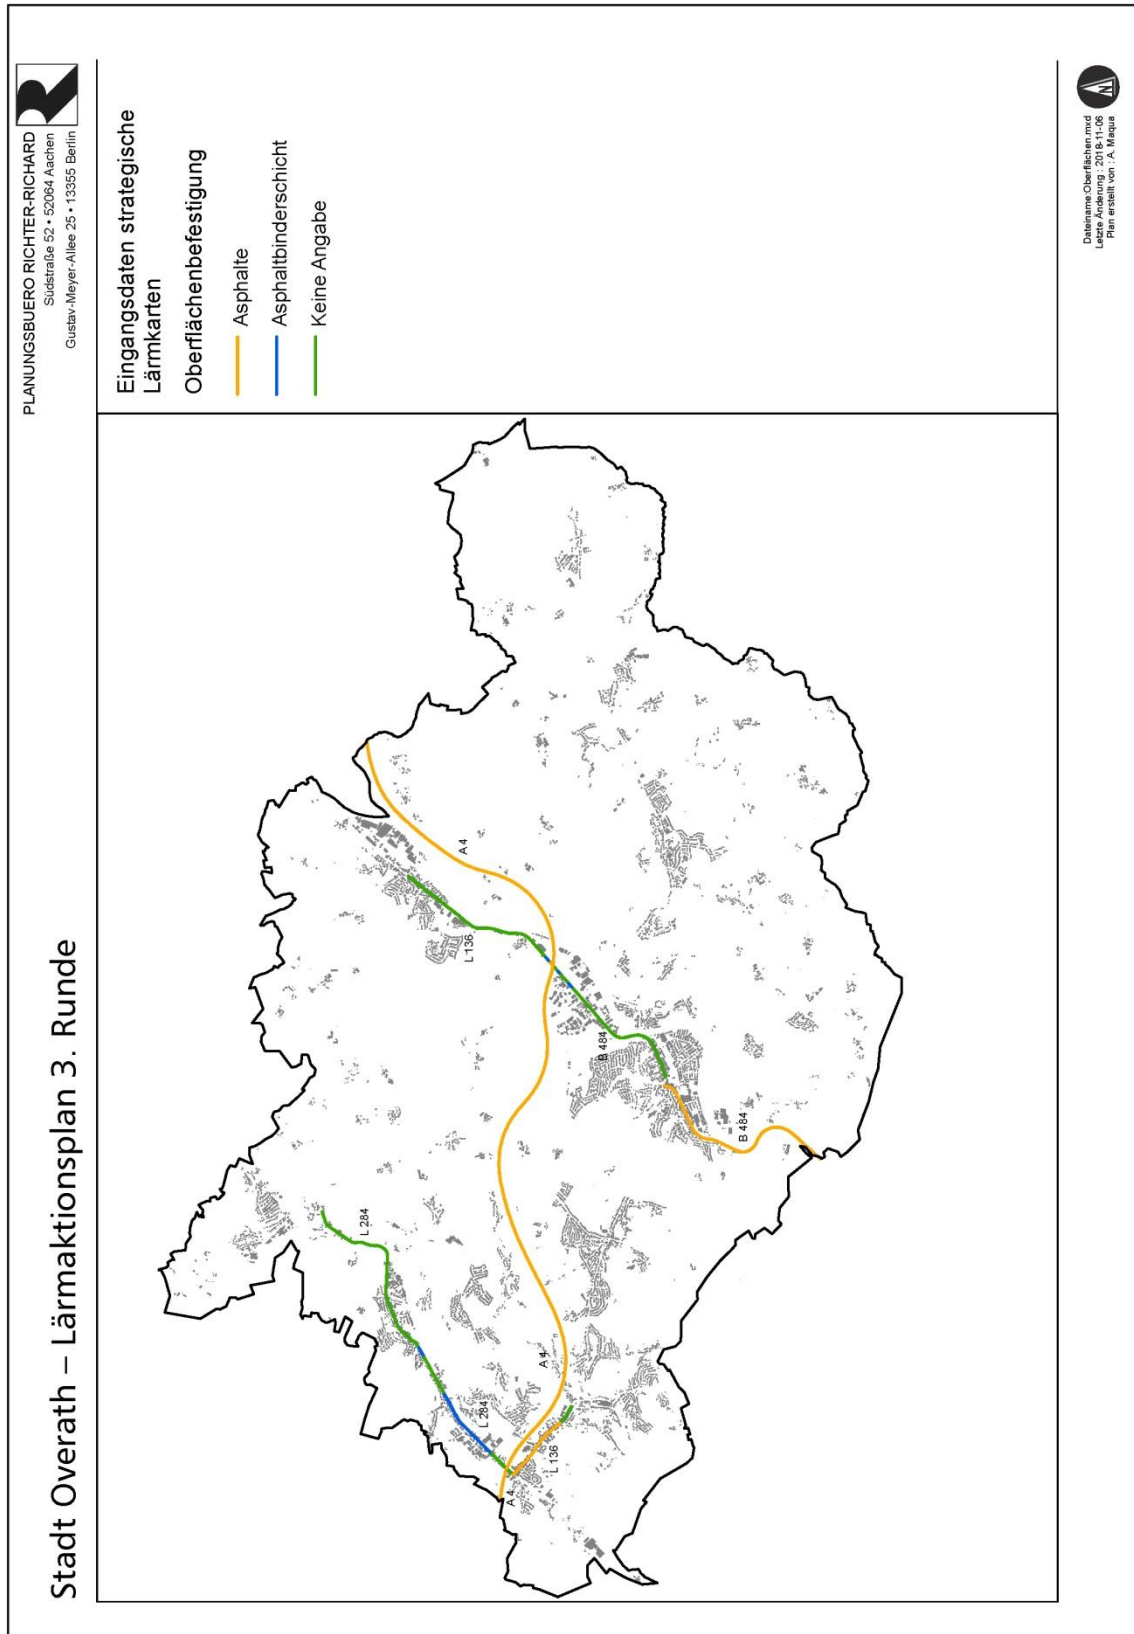 Stadt Overath – Lärmaktionsplan 3. Runde
PLANUNGSBUERO RICHTER-RICHARD
Südstraße 52 • 52064 Aachen
Gustav-Meyer-Allee 25 • 13355 Berlin
Eingangsdaten strategische
Lärmkarten
Oberflächenbefestigung
Asphalte
Asphaltbinderschicht
Keine Angabe
L 284
L 284
A 4
A 4
L 136
A 4
L 136
B 484
B 484
N
Dateiname:Oberflächen.mxd
Letzte Änderung : 2018-11-06
Plan erstellt von : A. Maqua